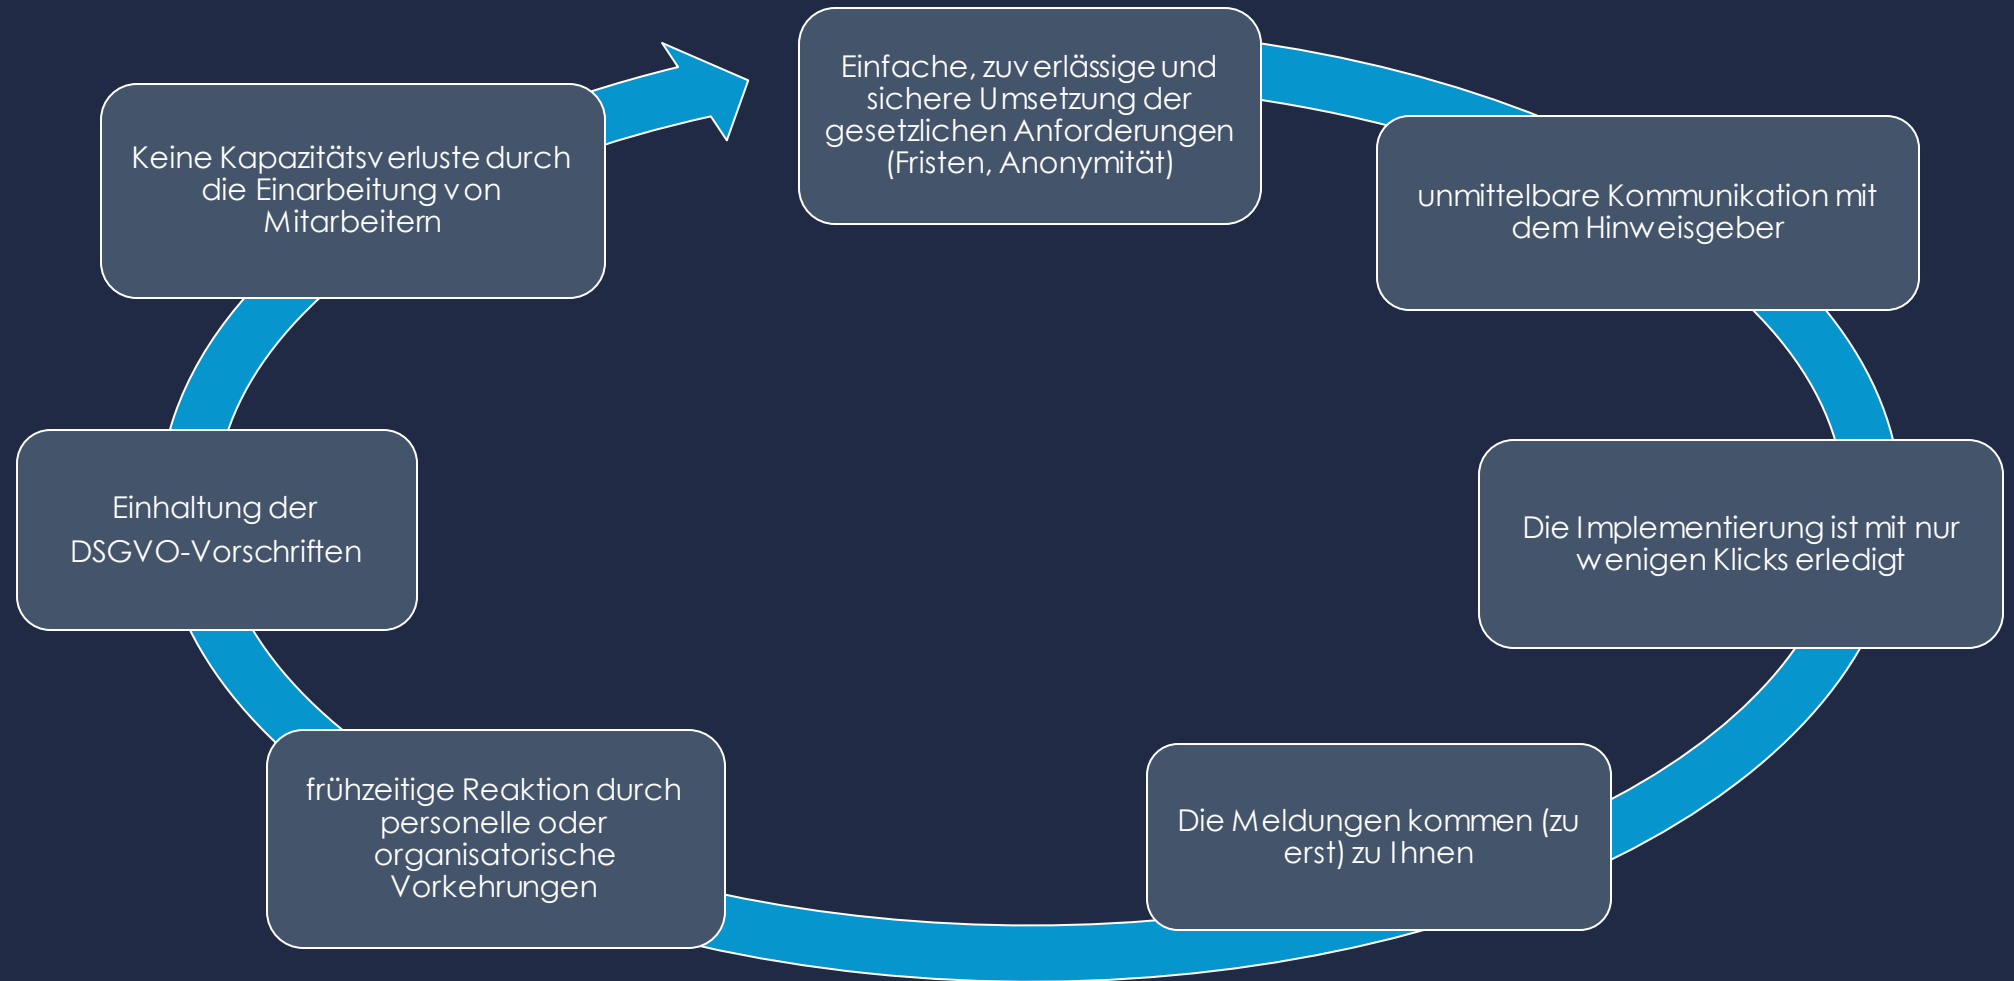 Einfache, zuverlässige und
sichere Umsetzung der
gesetzlichen Anforderungen
(Fristen, Anonymität)
unmittelbare Kommunikation mit
dem Hinweisgeber
Die Implementierung ist mit nur
wenigen Klicks erledigt
Die Meldungen kommen (zu
erst) zu Ihnen
frühzeitige Reaktion durch
personelle oder
organisatorische
Vorkehrungen
Einhaltung der
DSGVO-Vorschriften
Keine Kapazitätsverluste durch
die Einarbeitung von
Mitarbeitern